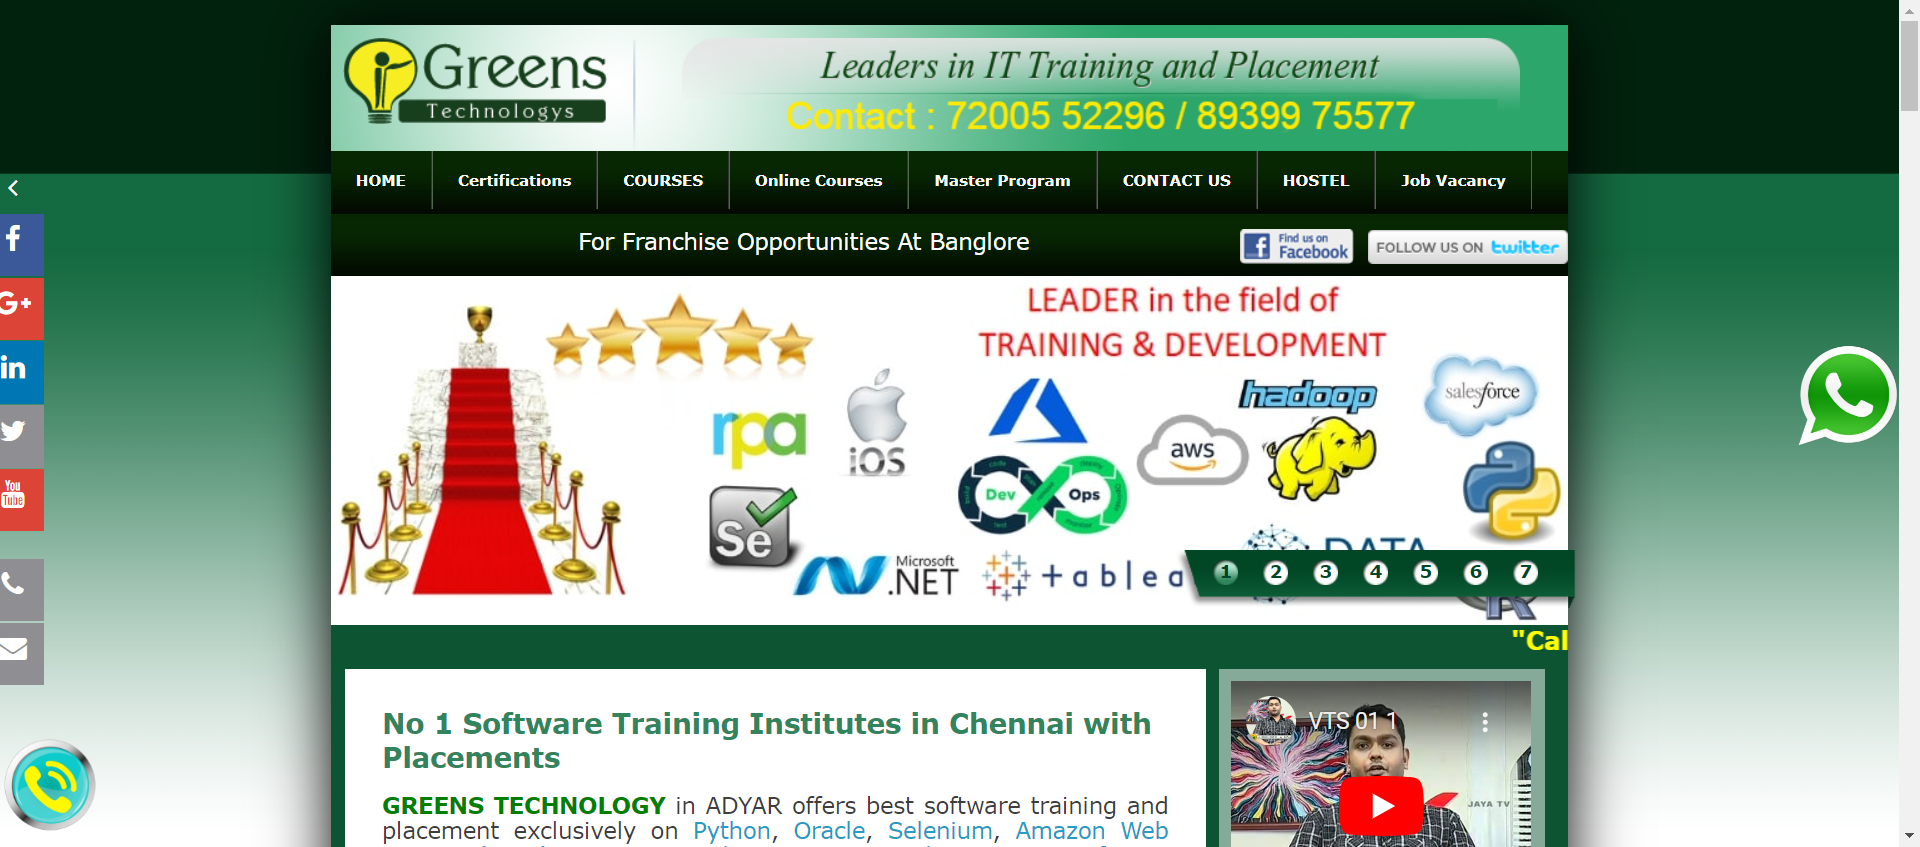 Greens
Technologys
Leaders in IT Training and Placement
Contact : 72005 52296 / 89399 75577
HOME
Certifications
COURSES
Online Courses
Master Program
CONTACT US
HOSTEL
Job Vacancy
For Franchise Opportunities At Banglore
Find us on
Facebook
FOLLOW US ON twitter
G+
in
You
Tube
LEADER in the field of
TRAINING & DEVELOPMENT
rpa
iOS
hadoop
salesforce
aws
Dev Ops
Se
Microsoft
.NET
+ a b l e a
DATA
R
1 2 3 4 5 6 7
"Cal
No 1 Software Training Institutes in Chennai with
Placements
GREENS TECHNOLOGY in ADYAR offers best software training and
placement exclusively on Python, Oracle, Selenium, Amazon Web
VTS 01 1
JAYA TV